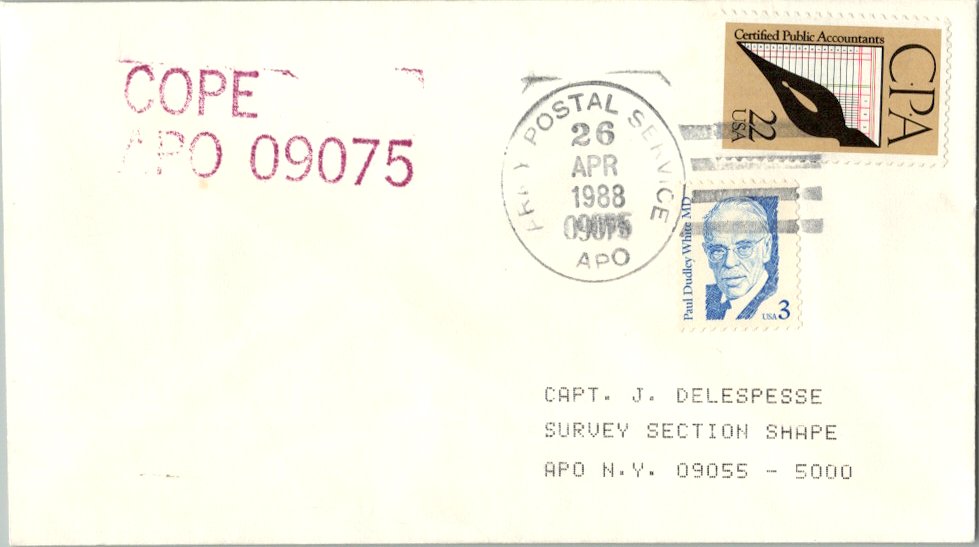 COPE
APO 09075
ARMY POSTAL SERVICE
26
APR
1988
09075
APO
Certified Public Accountants
CPA
USA
22
Paul Dudley White MD
USA 3
CAPT. J. DELESPESSE
SURVEY SECTION SHAPE
APO N.Y. 09055 - 5000